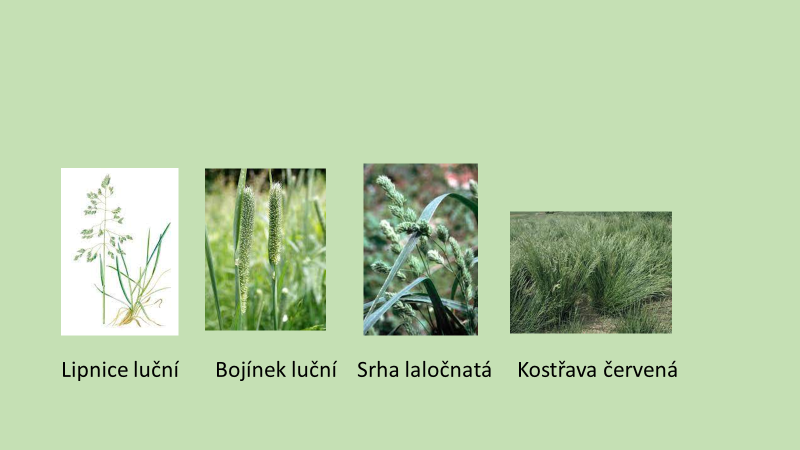 Lipnice luční Bojínek luční Srha laločnatá Kostřava červená